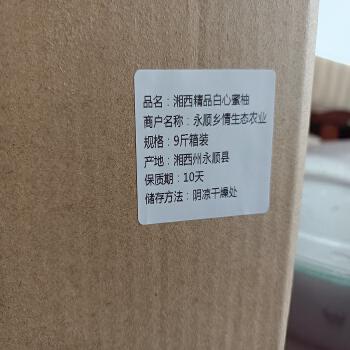 品名：湘西精品白心蜜柚
商户名称：永顺乡情生态农业
规格：9斤箱装
产地：湘西州永顺县
保质期：10天
储存方法：阴凉干燥处